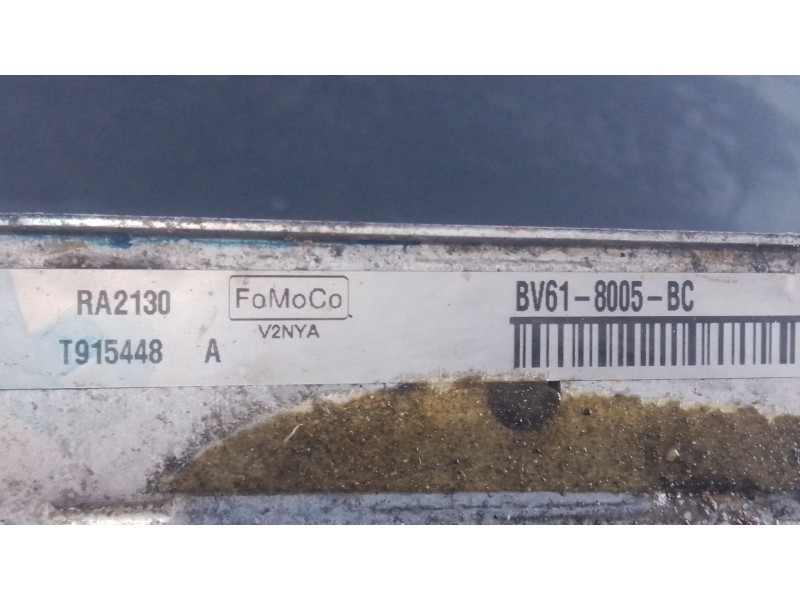 RA2130
FoMoCo
V2NYA
T915448 A
BV61-8005-BC